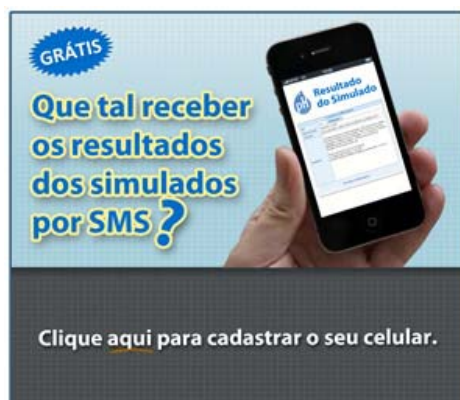 GRÁTIS
Que tal receber
os resultados
dos simulados
por SMS?
ph
Resultado
do Simulado
Clique aqui para cadastrar o seu celular.